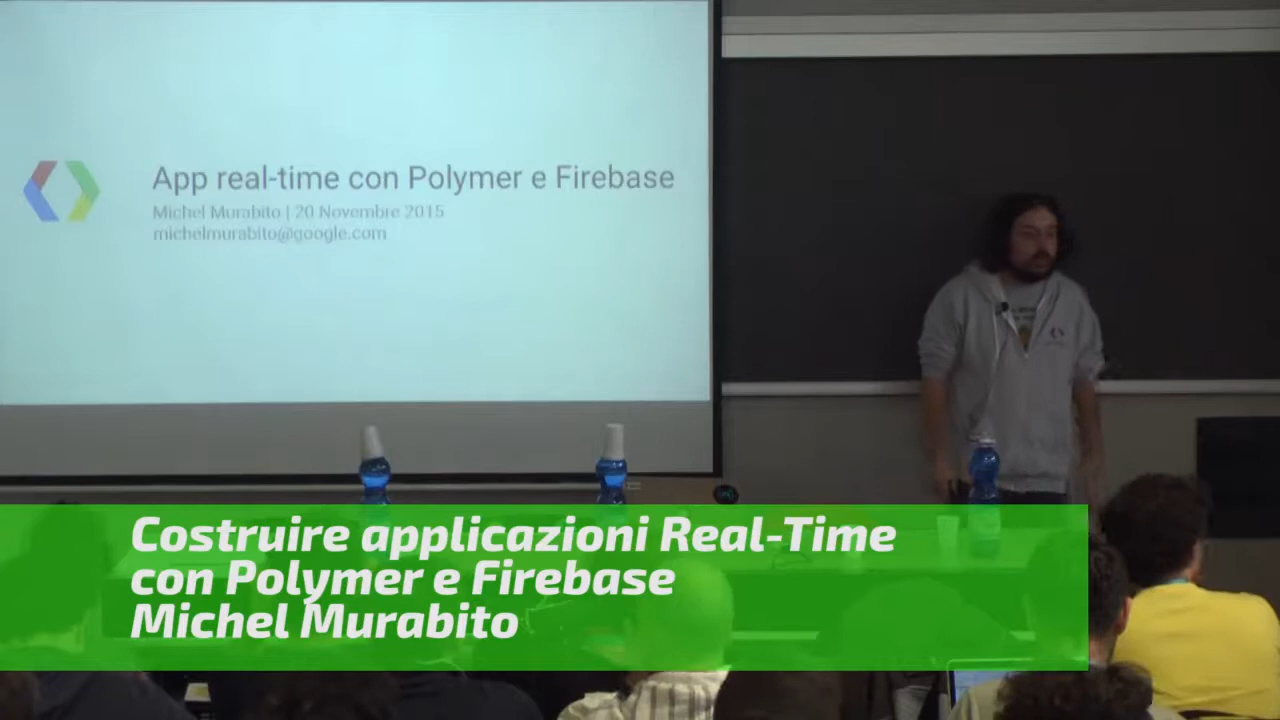 App real-time con Polymer e Firebase
Michel Murabito | 20 Novembre 2015
michelmurabito@google.com
Costruire applicazioni Real-Time
con Polymer e Firebase
Michel Murabito